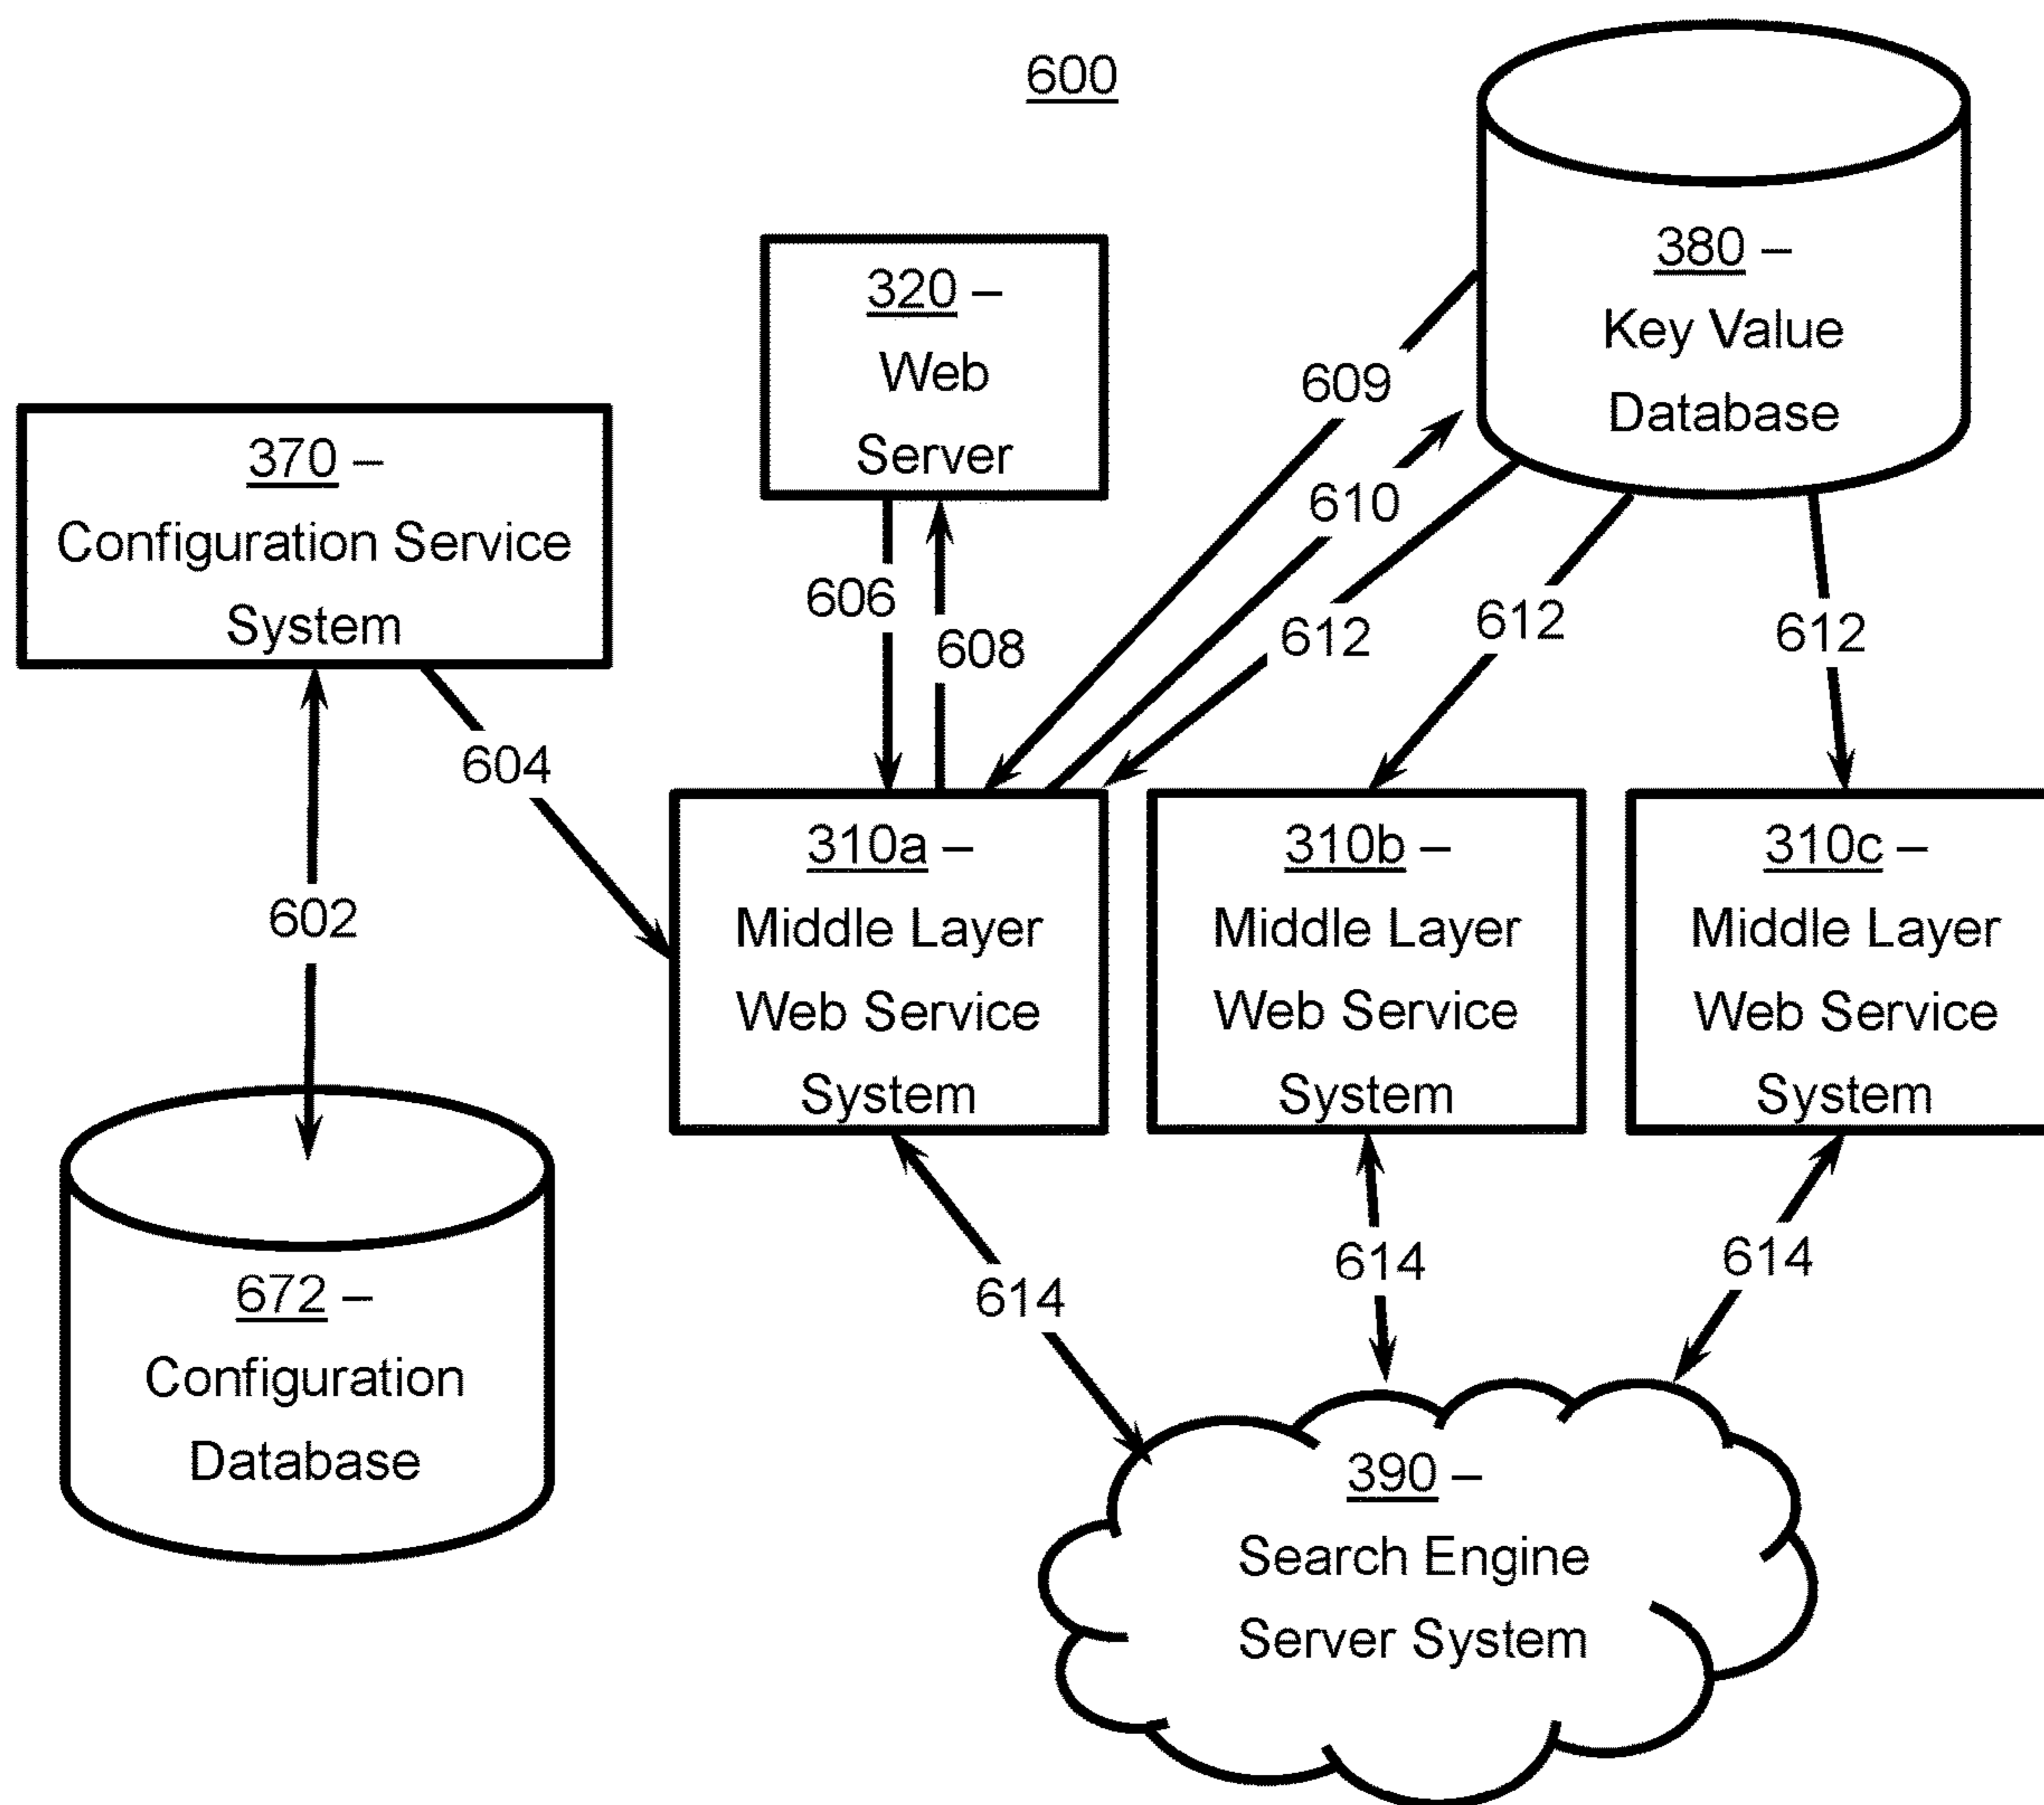 600
380 –
Key Value
Database
320 –
Web
Server
370 –
Configuration Service
System
609
610
606
608
612
612
612
604
602
310a –
Middle Layer
Web Service
System
310b –
Middle Layer
Web Service
System
310c –
Middle Layer
Web Service
System
614
614
614
672 –
Configuration
Database
390 –
Search Engine
Server System